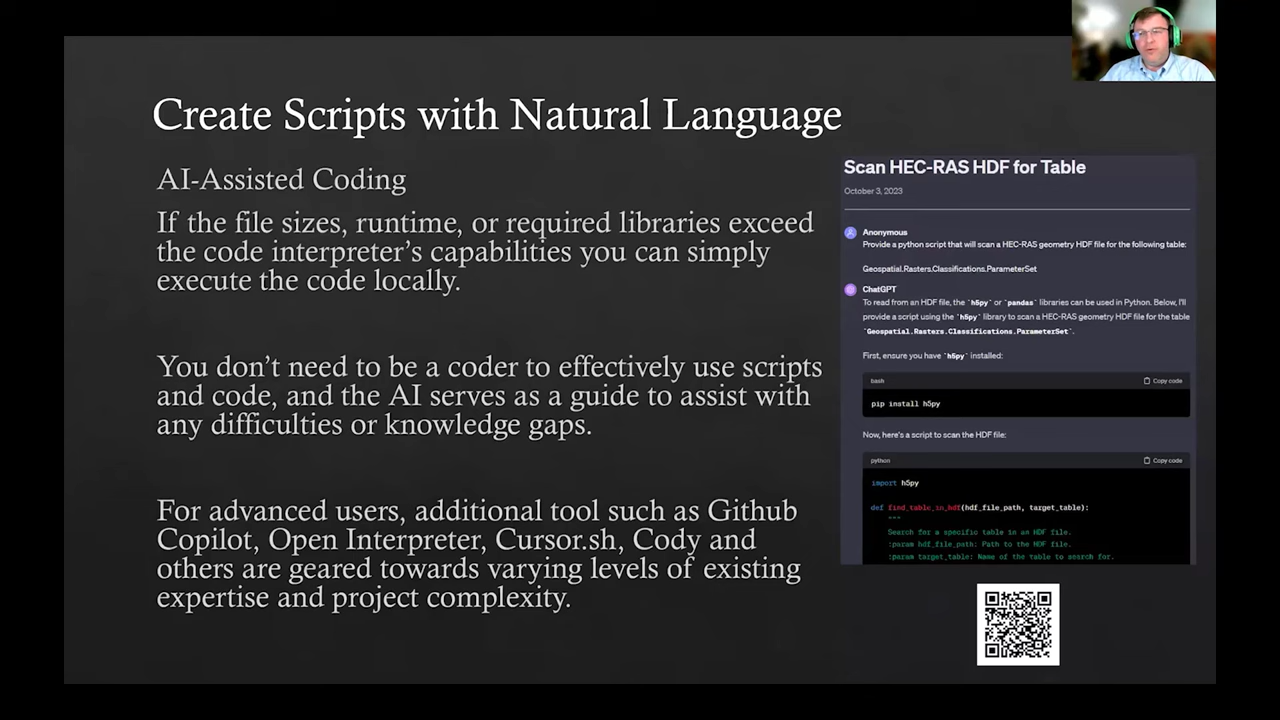 Create Scripts with Natural Language
AI-Assisted Coding
If the file sizes, runtime, or required libraries exceed
the code interpreter's capabilities you can simply
execute the code locally.
You don't need to be a coder to effectively use scripts
and code, and the AI serves as a guide to assist with
any difficulties or knowledge gaps.
For advanced users, additional tool such as Github
Copilot, Open Interpreter, Cursor.sh, Cody and
others are geared towards varying levels of existing
expertise and project complexity.
Scan HEC-RAS HDF for Table
October 3, 2023
Anonymous
Provide a python script that will scan a HEC-RAS geometry HDF file for the following table:
Geospatial.Rasters.Classifications.ParameterSet
ChatGPT
To read from an HDF file, the `h5py` or `pandas` libraries can be used in Python. Below, I'll
provide a script using the `h5py` library to scan a HEC-RAS geometry HDF file for the table
`Geospatial.Rasters.Classifications.ParameterSet`.
First, ensure you have `h5py` installed:
bash Copy code
pip install h5py
Now, here's a script to scan the HDF file:
python Copy code
import h5py
def find_table_in_hdf(hdf_file_path, target_table):
"""
Search for a specific table in an HDF file.
:param hdf_file_path: Path to the HDF file.
:param target_table: Name of the table to search for.